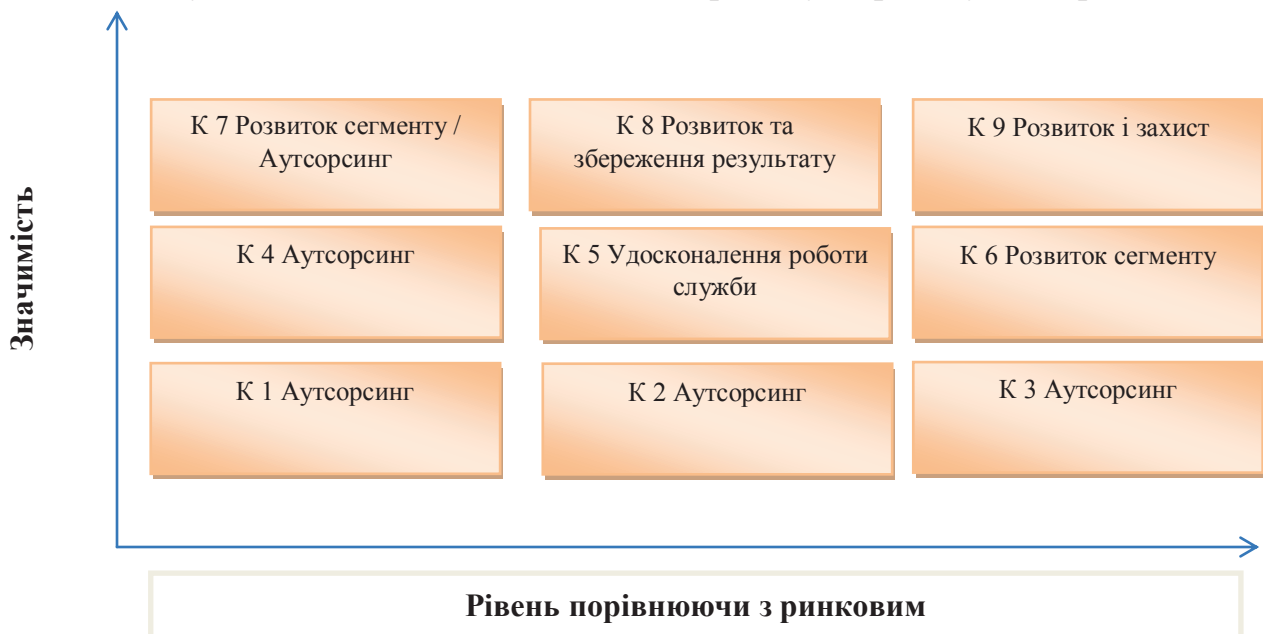 К 7 Розвиток сегменту /
Аутсорсинг
К 8 Розвиток та
збереження результату
К 9 Розвиток і захист
К 4 Аутсорсинг
К 5 Удосконалення роботи
служби
К 6 Розвиток сегменту
К 1 Аутсорсинг
К 2 Аутсорсинг
К 3 Аутсорсинг
Значимість
Рівень порівнюючи з ринковим